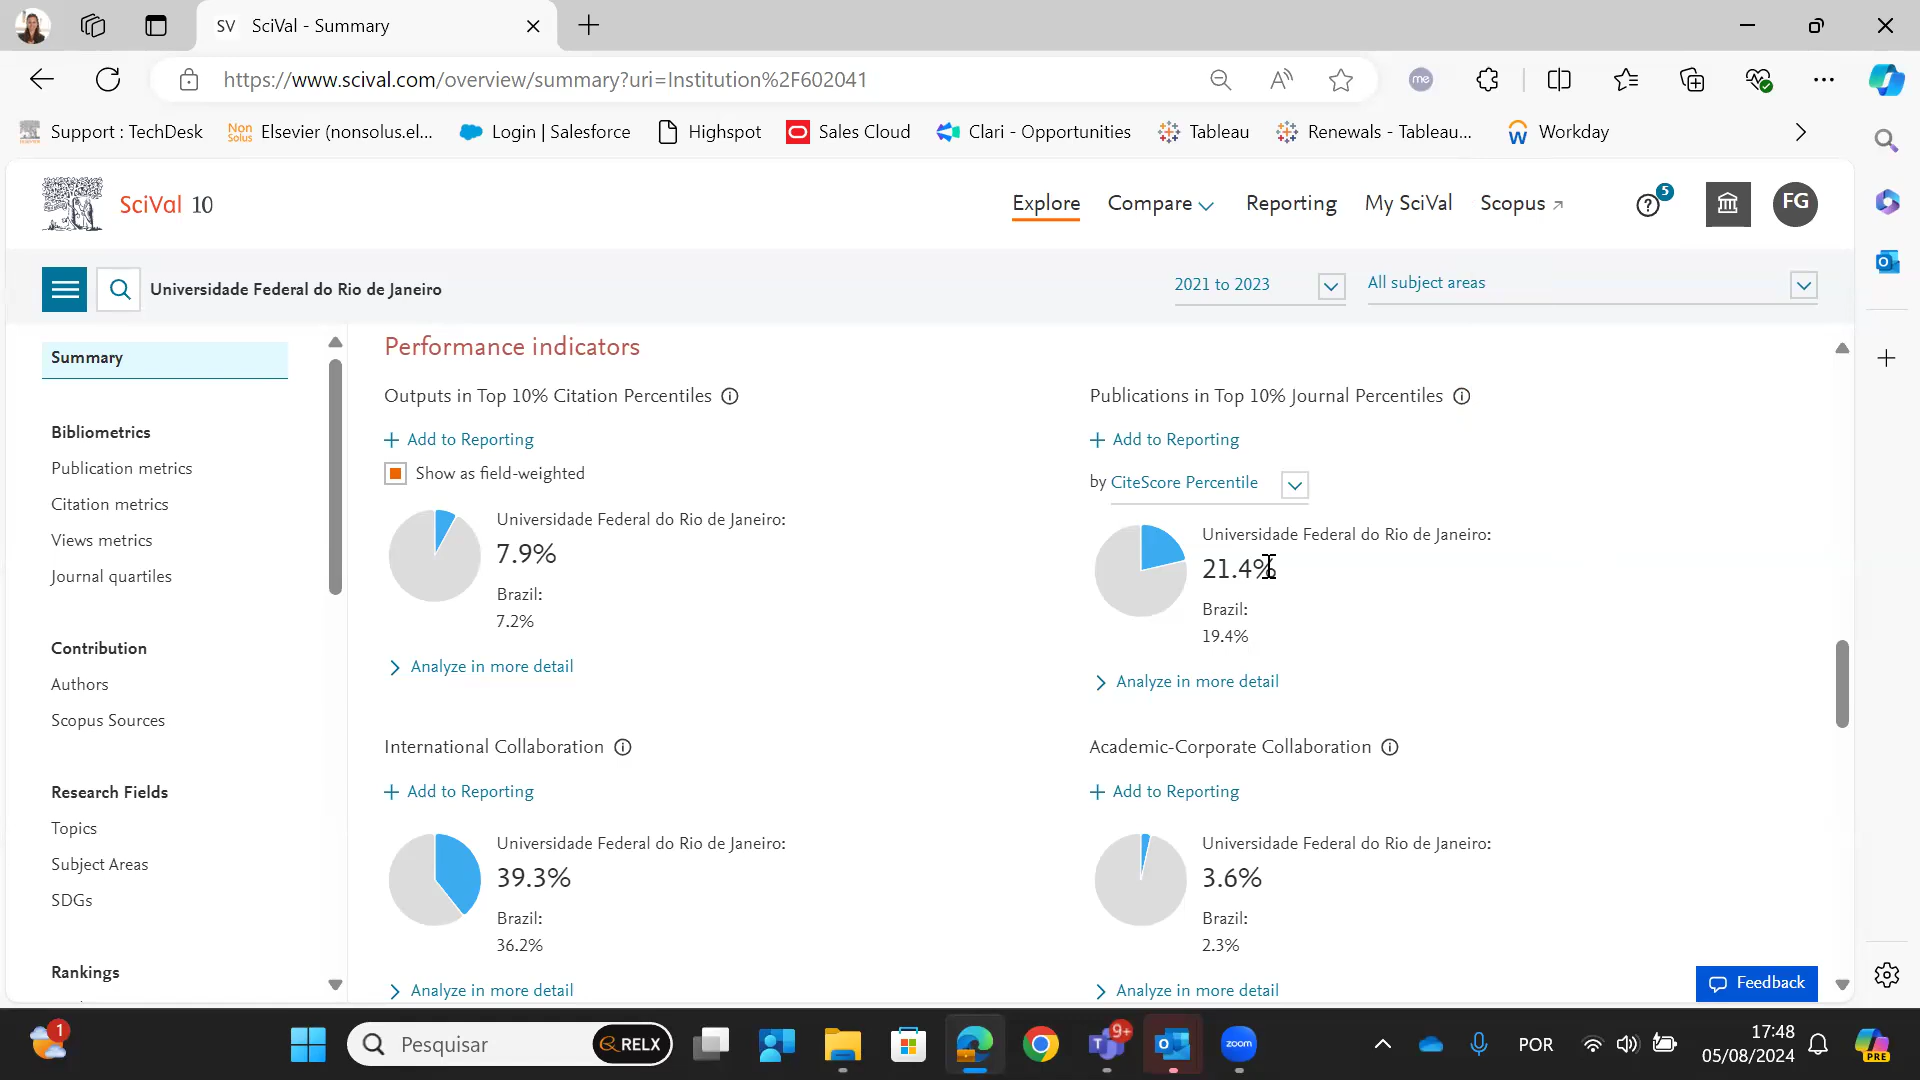 SV SciVal - Summary
https://www.scival.com/overview/summary?uri=Institution%2F602041
me
Support : TechDesk
Non Solus Elsevier (nonsolus.el...
Login | Salesforce
Highspot
Sales Cloud
Clari - Opportunities
Tableau
Renewals - Tableau...
Workday
SciVal 10
Explore
Compare
Reporting
My SciVal
Scopus
5
FG
Universidade Federal do Rio de Janeiro
2021 to 2023
All subject areas
Summary
Bibliometrics
Publication metrics
Citation metrics
Views metrics
Journal quartiles
Contribution
Authors
Scopus Sources
Research Fields
Topics
Subject Areas
SDGs
Rankings
Performance indicators
Outputs in Top 10% Citation Percentiles
+ Add to Reporting
Show as field-weighted
Universidade Federal do Rio de Janeiro:
7.9%
Brazil:
7.2%
Analyze in more detail
Publications in Top 10% Journal Percentiles
+ Add to Reporting
by CiteScore Percentile
Universidade Federal do Rio de Janeiro:
21.4%
Brazil:
19.4%
Analyze in more detail
International Collaboration
+ Add to Reporting
Universidade Federal do Rio de Janeiro:
39.3%
Brazil:
36.2%
Analyze in more detail
Academic-Corporate Collaboration
+ Add to Reporting
Universidade Federal do Rio de Janeiro:
3.6%
Brazil:
2.3%
Analyze in more detail
Feedback
1
Pesquisar
RELX
9+
zoom
POR
17:48
05/08/2024
PRE